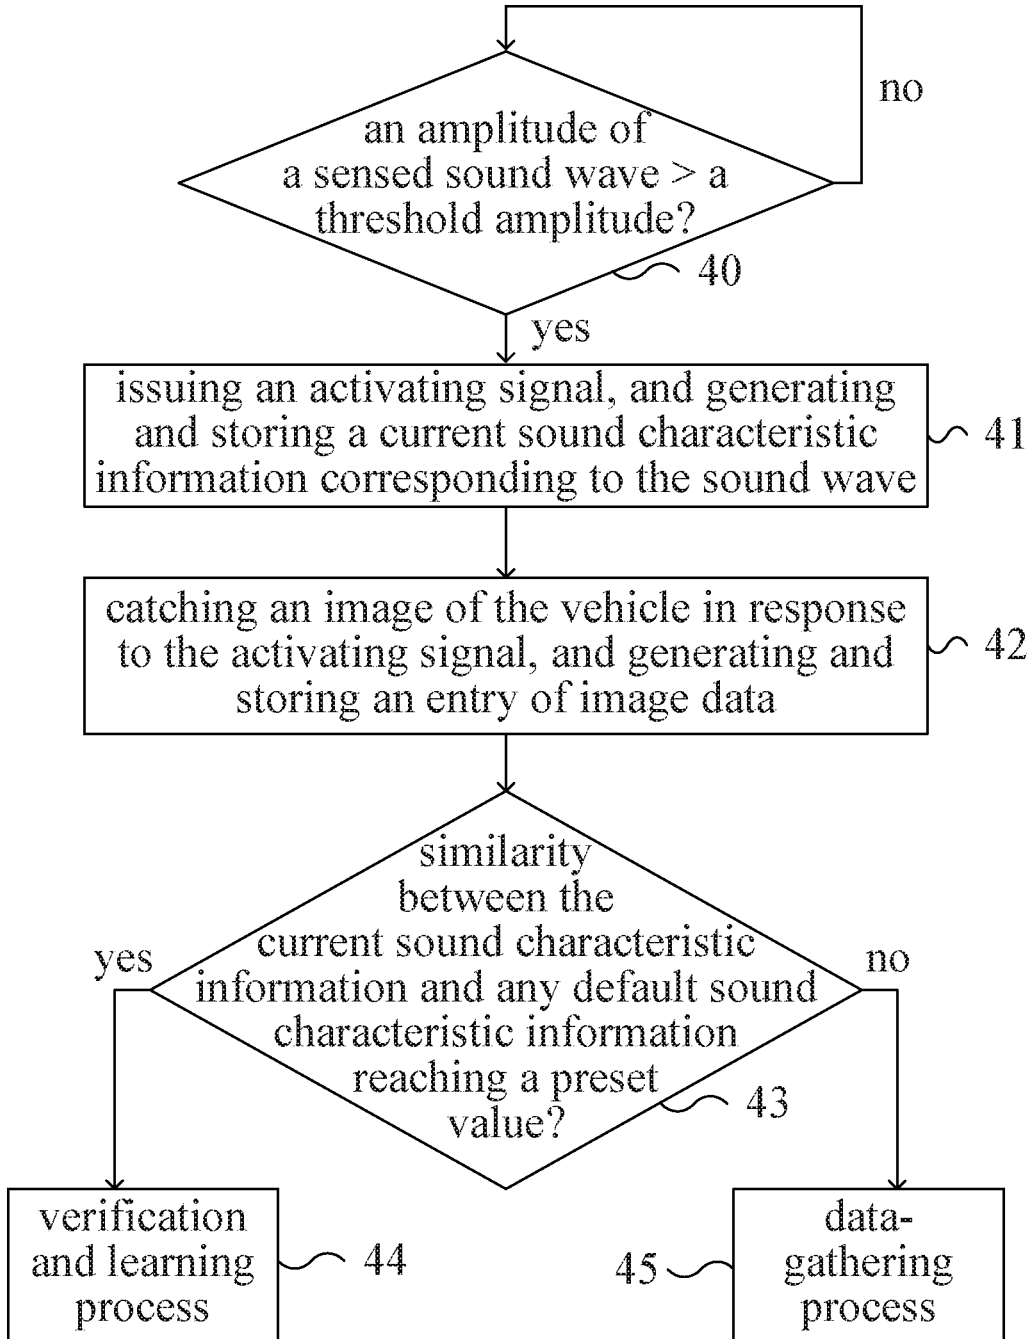 no
an amplitude of
a sensed sound wave > a
threshold amplitude?
40
yes
issuing an activating signal, and generating
and storing a current sound characteristic
information corresponding to the sound wave
41
catching an image of the vehicle in response
to the activating signal, and generating and
storing an entry of image data
42
similarity
between the
current sound characteristic
information and any default sound
characteristic information
reaching a preset
value?
43
yes
no
verification
and learning
process
44
45
data-
gathering
process